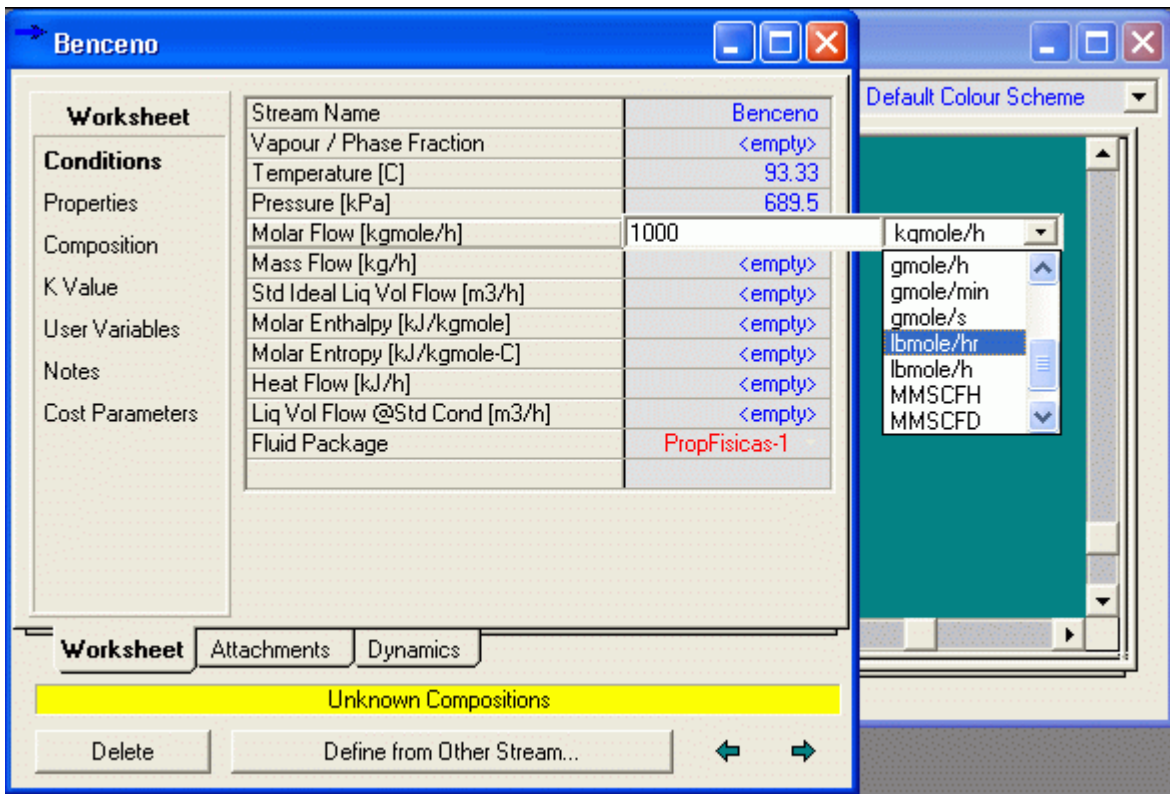 Benceno
Default Colour Scheme
Worksheet
Conditions
Properties
Composition
K Value
User Variables
Notes
Cost Parameters
Stream Name Benceno
Vapour / Phase Fraction <empty>
Temperature [C] 93.33
Pressure [kPa] 689.5
Molar Flow [kgmole/h] 1000 kgmole/h
Mass Flow [kg/h] <empty>
Std Ideal Liq Vol Flow [m3/h] <empty>
Molar Enthalpy [kJ/kgmole] <empty>
Molar Entropy [kJ/kgmole-C] <empty>
Heat Flow [kJ/h] <empty>
Liq Vol Flow @Std Cond [m3/h] <empty>
Fluid Package PropFisicas-1
gmole/h
gmole/min
gmole/s
lbmole/hr
lbmole/h
MMSCFH
MMSCFD
Worksheet Attachments Dynamics
Unknown Compositions
Delete Define from Other Stream...